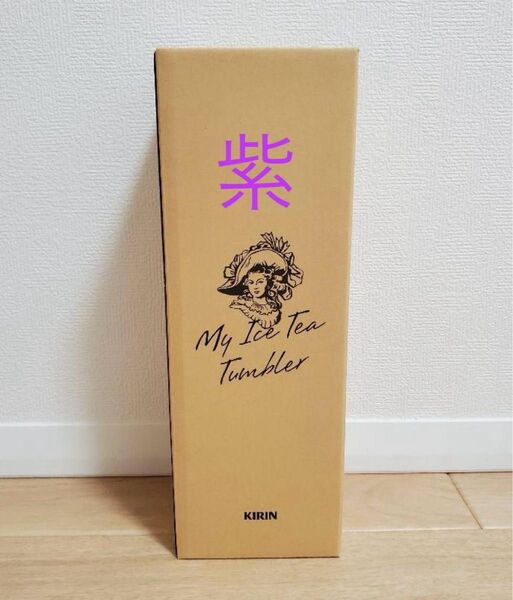 紫
My Ice Tea
Tumbler
KIRIN